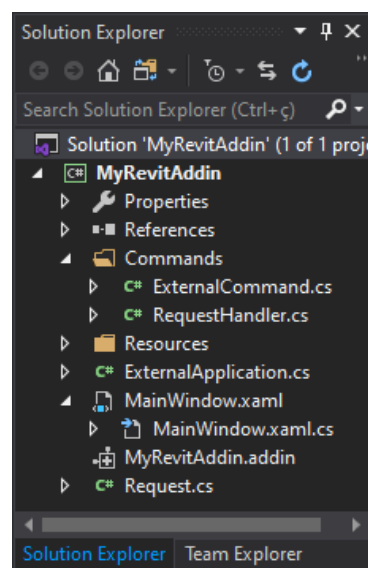 Solution Explorer
Search Solution Explorer (Ctrl+ç)
Solution 'MyRevitAddin' (1 of 1 proj
C# MyRevitAddin
Properties
References
Commands
C# ExternalCommand.cs
C# RequestHandler.cs
Resources
C# ExternalApplication.cs
MainWindow.xaml
MainWindow.xaml.cs
MyRevitAddin.addin
C# Request.cs
Solution Explorer Team Explorer